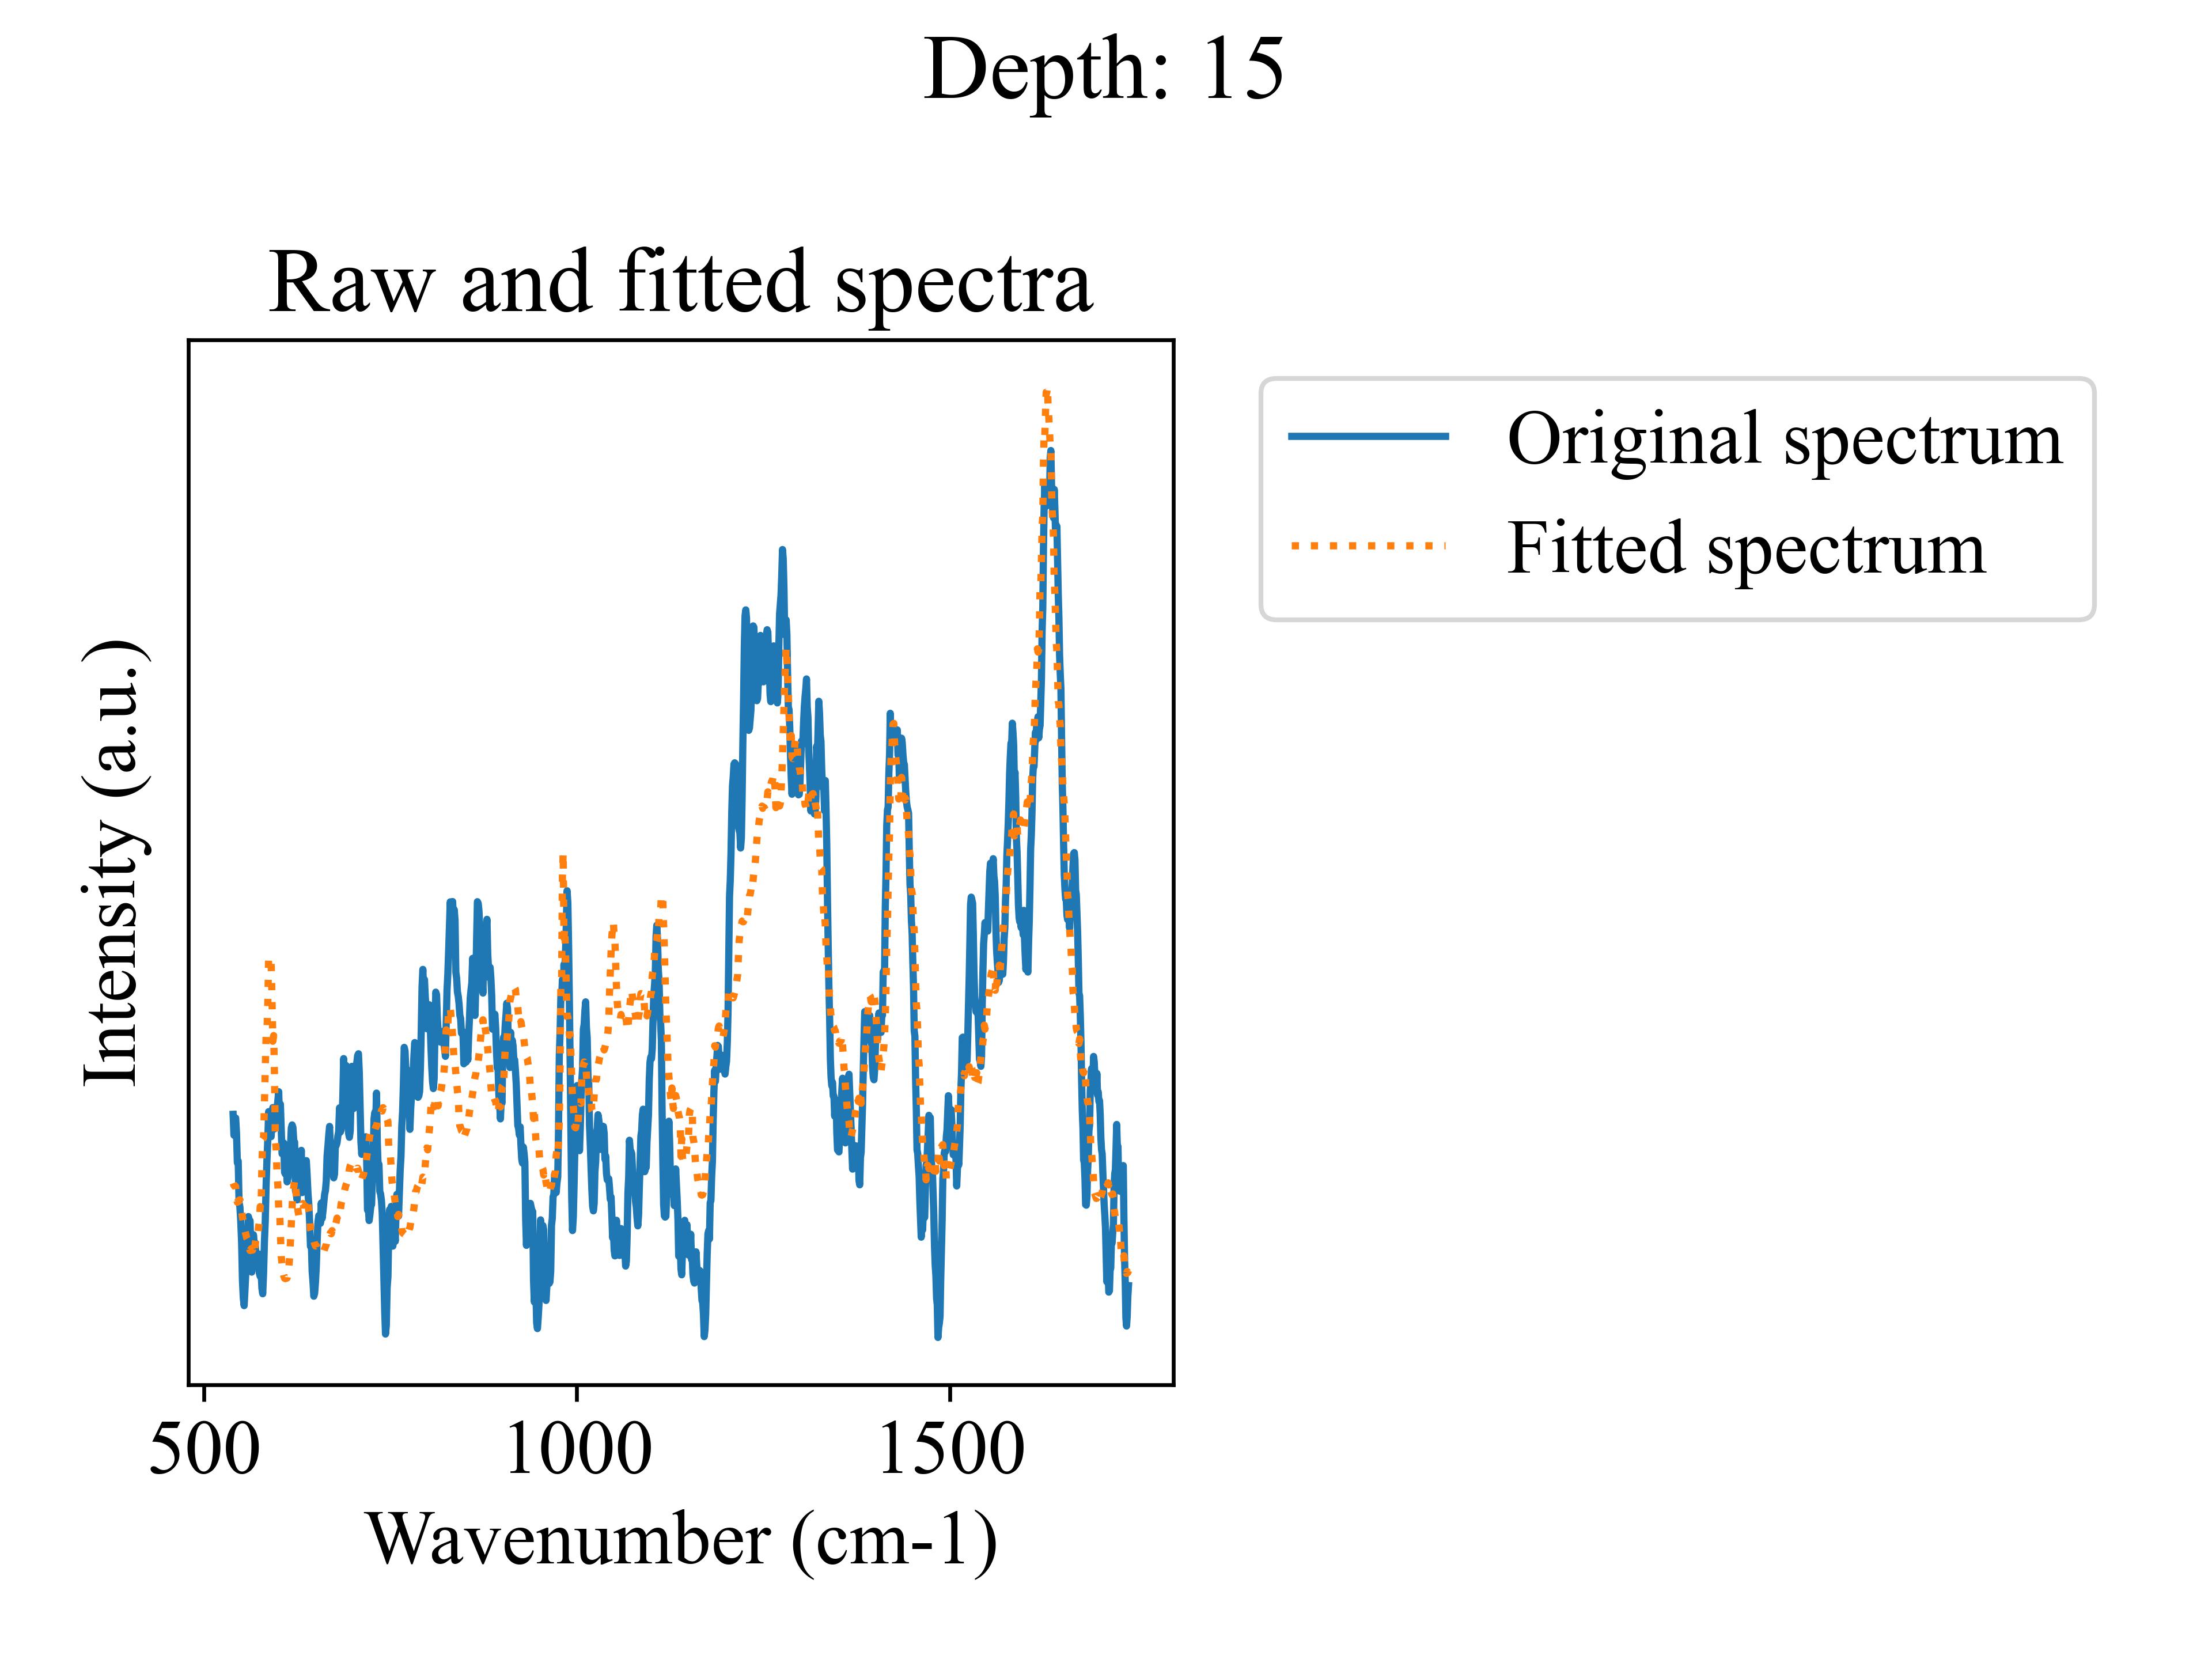 Depth: 15
Raw and fitted spectra
Original spectrum
Fitted spectrum
Intensity (a.u.)
500 1000 1500
Wavenumber (cm-1)